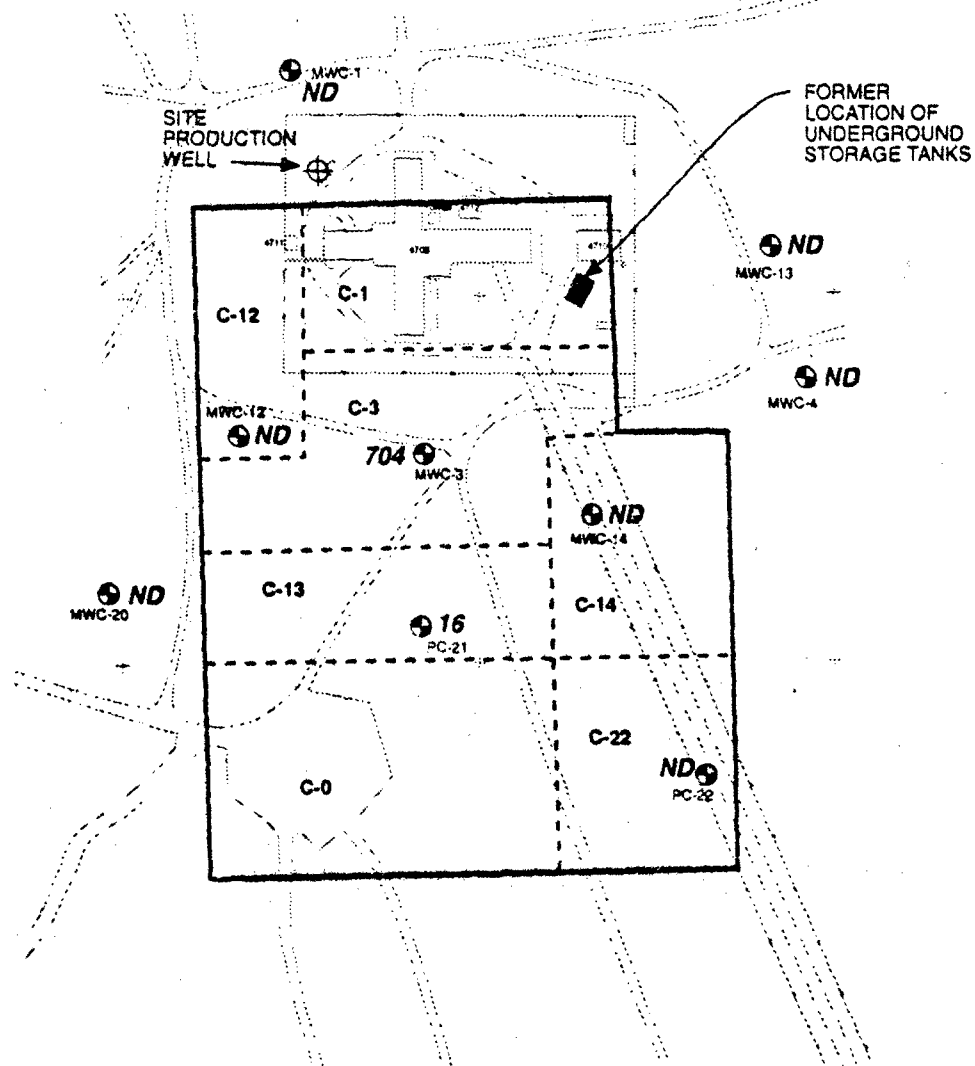 MWC-1
ND
SITE
PRODUCTION
WELL
FORMER
LOCATION OF
UNDERGROUND
STORAGE TANKS
4711
4708
C-1
C-12
ND
MWC-13
ND
MWC-4
MWC-12
ND
C-3
704
MWC-3
ND
MWC-14
C-13
ND
MWC-20
C-14
16
PC-21
C-22
ND
PC-22
C-0